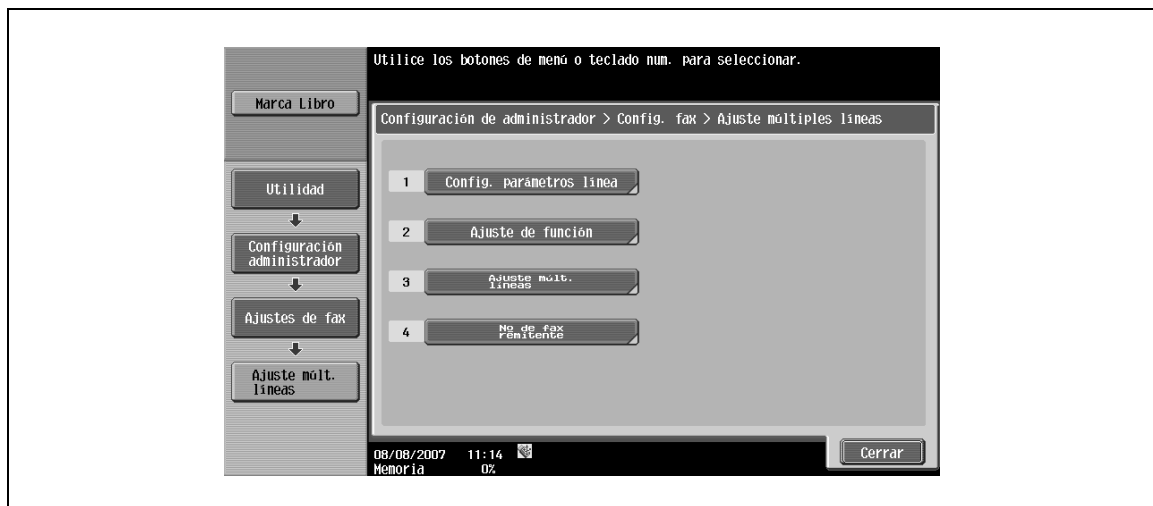 Utilice los botones de menú o teclado num. para seleccionar.
Marca Libro
Configuración de administrador > Config. fax > Ajuste múltiples líneas
Utilidad
Configuración
administrador
Ajustes de fax
Ajuste múlt.
líneas
1 Config. parámetros línea
2 Ajuste de función
3 Ajuste múlt.
líneas
4 No de fax
remitente
08/08/2007 11:14
Memoria 0%
Cerrar